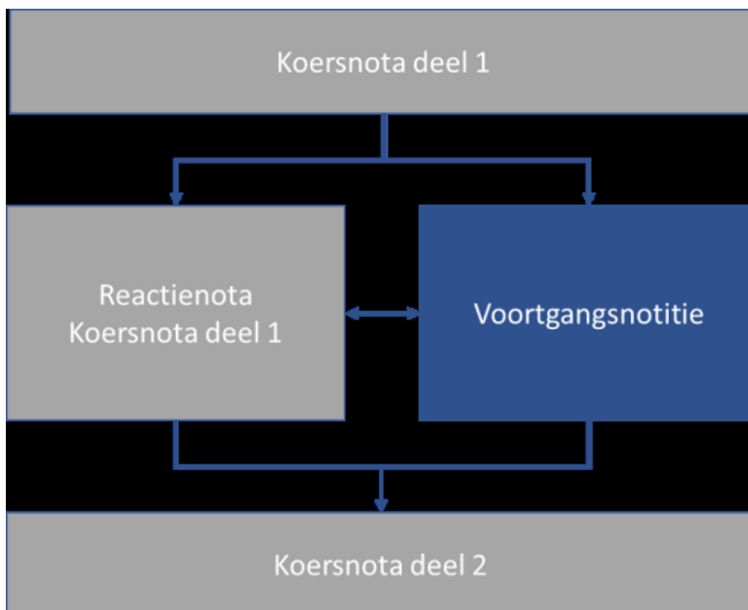 Koersnota deel 1
Reactienota
Koersnota deel 1
Voortgangsnotitie
Koersnota deel 2